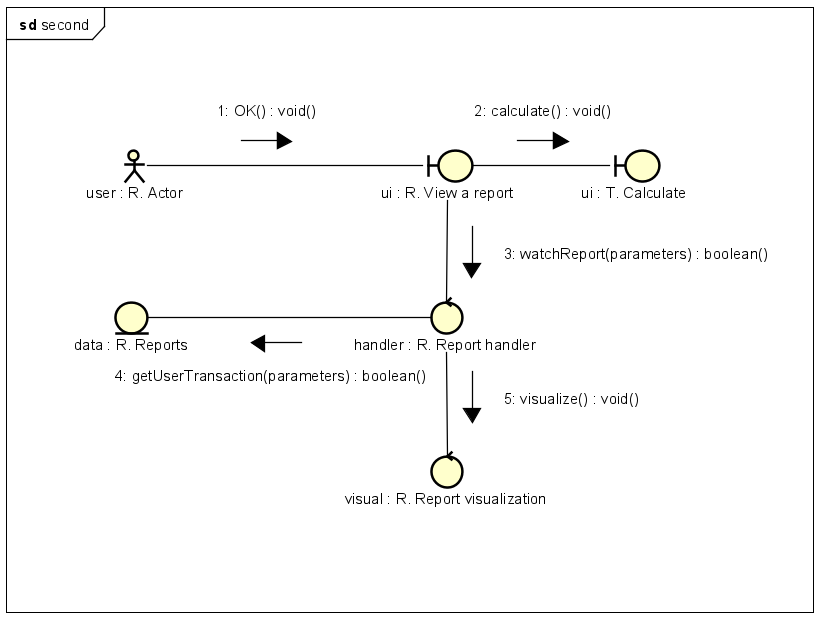 sd second
1: OK() : void()
2: calculate() : void()
user : R. Actor
ui : R. View a report
ui : T. Calculate
3: watchReport(parameters) : boolean()
data : R. Reports
handler : R. Report handler
4: getUserTransaction(parameters) : boolean()
5: visualize() : void()
visual : R. Report visualization